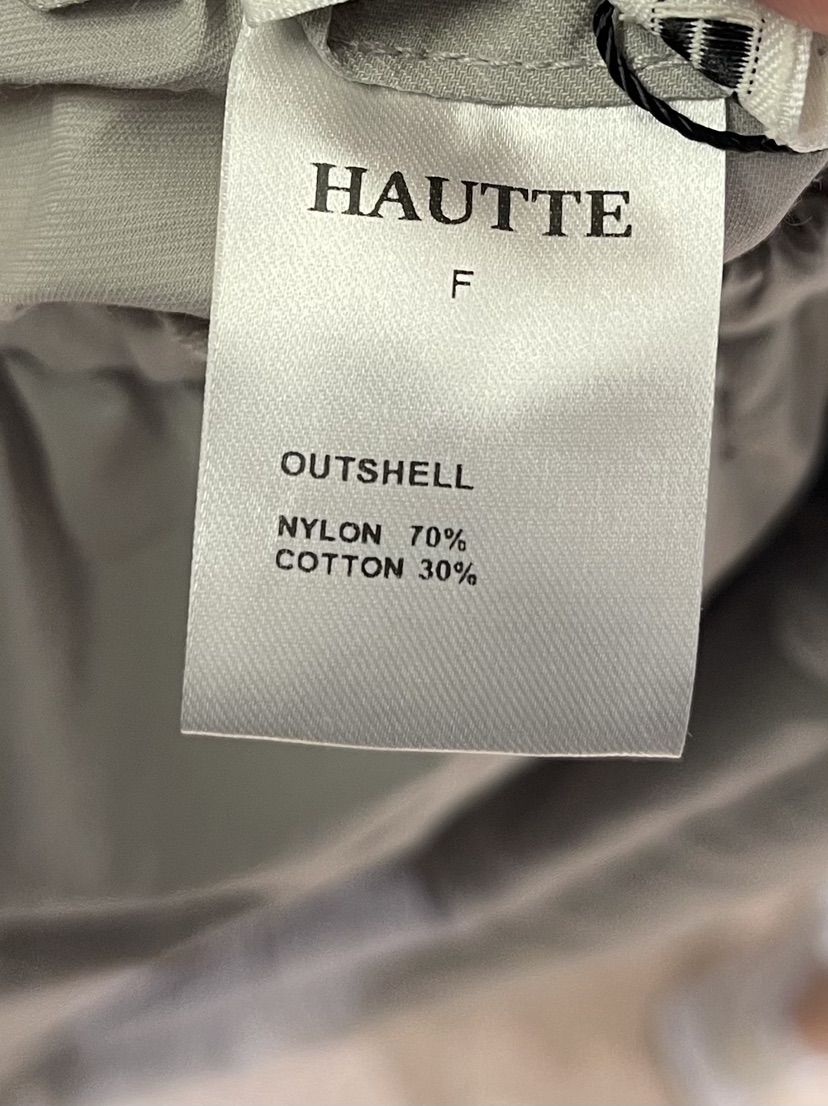 HAUTTE
F
OUTSHELL
NYLON 70%
COTTON 30%